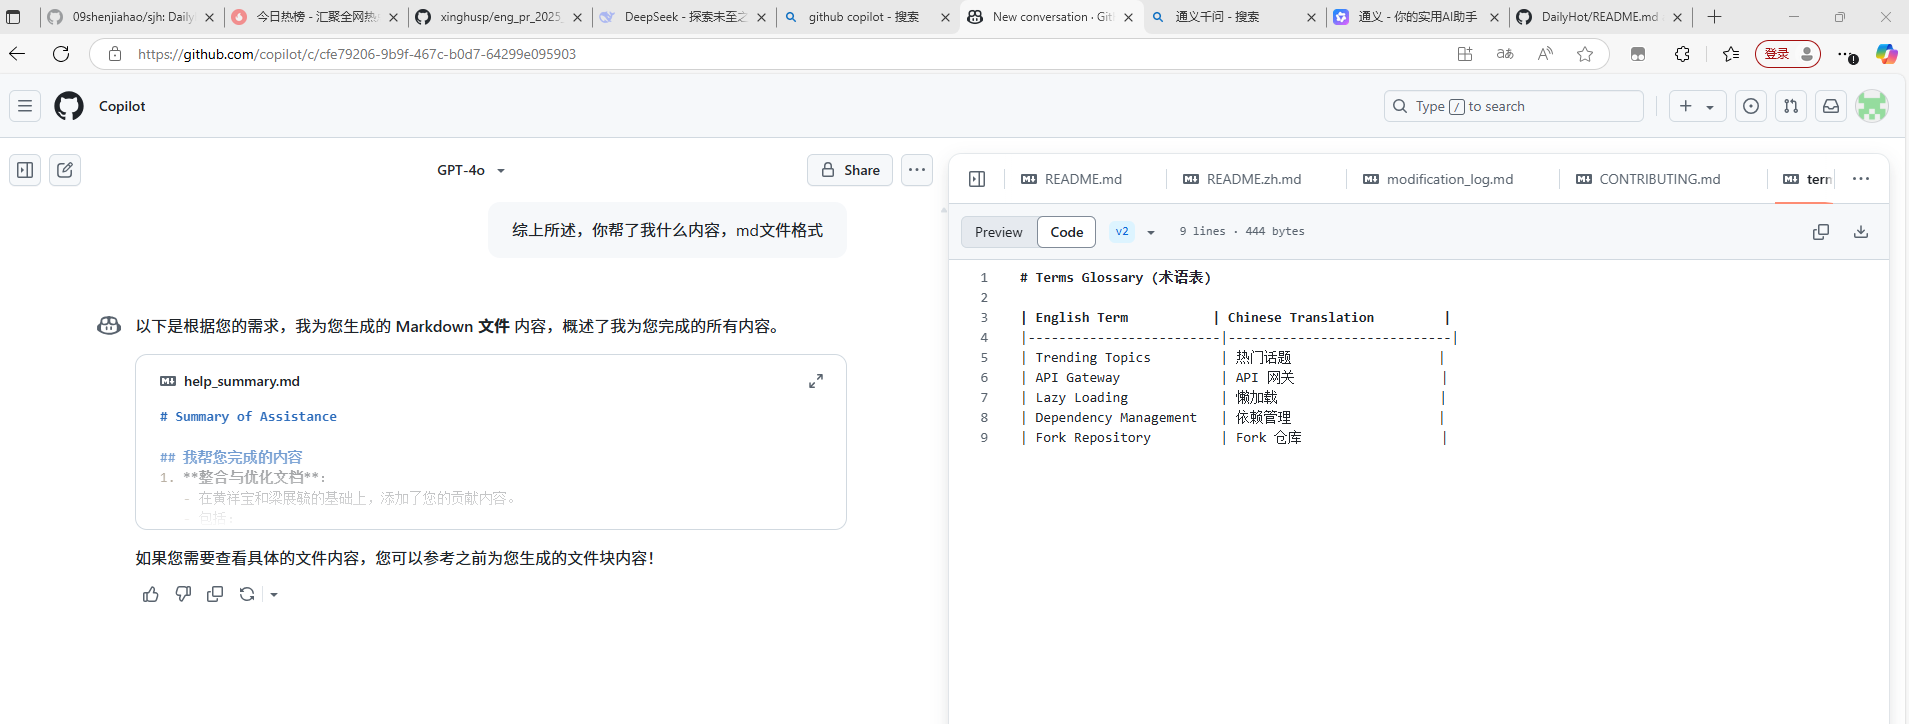 09shenjiahao/sjh: Daily
今日热榜 - 汇聚全网热
xinghusp/eng_pr_2025_
DeepSeek - 探索未至之
github copilot - 搜索
New conversation · Git
通义千问 - 搜索
通义 - 你的实用AI助手
DailyHot/README.md
https://github.com/copilot/c/cfe79206-9b9f-467c-b0d7-64299e095903
登录
Copilot
Type / to search
GPT-4o
Share
综上所述，你帮了我什么内容，md文件格式
以下是根据您的需求，我为您生成的 Markdown 文件 内容，概述了我为您完成的所有内容。
help_summary.md
# Summary of Assistance
## 我帮您完成的内容
1. **整合与优化文档**：
- 在黄祥宝和梁展毓的基础上，添加了您的贡献内容。
- 包括：
如果您需要查看具体的文件内容，您可以参考之前为您生成的文件块内容！
README.md
README.zh.md
modification_log.md
CONTRIBUTING.md
term
Preview
Code
v2
9 lines · 444 bytes
1 # Terms Glossary (术语表)
2
3 | English Term | Chinese Translation |
4 |-------------------------|-----------------------------|
5 | Trending Topics | 热门话题 |
6 | API Gateway | API 网关 |
7 | Lazy Loading | 懒加载 |
8 | Dependency Management | 依赖管理 |
9 | Fork Repository | Fork 仓库 |